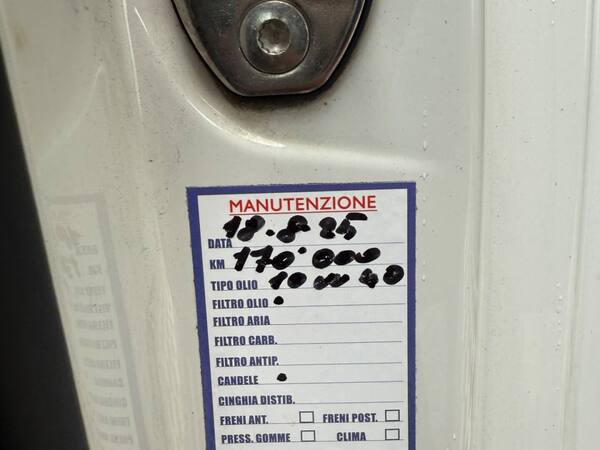 MANUTENZIONE
DATA 18.8.25
KM 170.000
TIPO OLIO 10W40
FILTRO OLIO •
FILTRO ARIA
FILTRO CARB.
FILTRO ANTIP.
CANDELE •
CINGHIA DISTIB.
FRENI ANT. ☐ FRENI POST. ☐
PRESS. GOMME ☐ CLIMA ☐